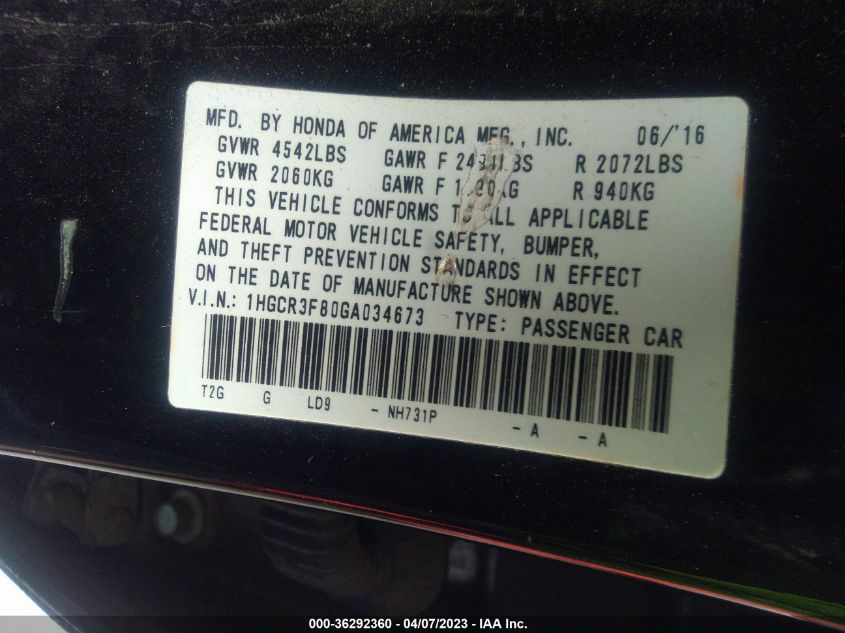 MFD. BY HONDA OF AMERICA MFG., INC. 06/'16
GVWR 4542LBS GAWR F R 2072LBS
GVWR 2060KG GAWR F R 940KG
THIS VEHICLE CONFORMS TO ALL APPLICABLE
FEDERAL MOTOR VEHICLE SAFETY, BUMPER,
AND THEFT PREVENTION STANDARDS IN EFFECT
ON THE DATE OF MANUFACTURE SHOWN ABOVE.
V.I.N.: 1HGCR3F80GA034673 TYPE: PASSENGER CAR
T2G G LD9 - NH731P - A - A
000-36292360 - 04/07/2023 - IAA Inc.